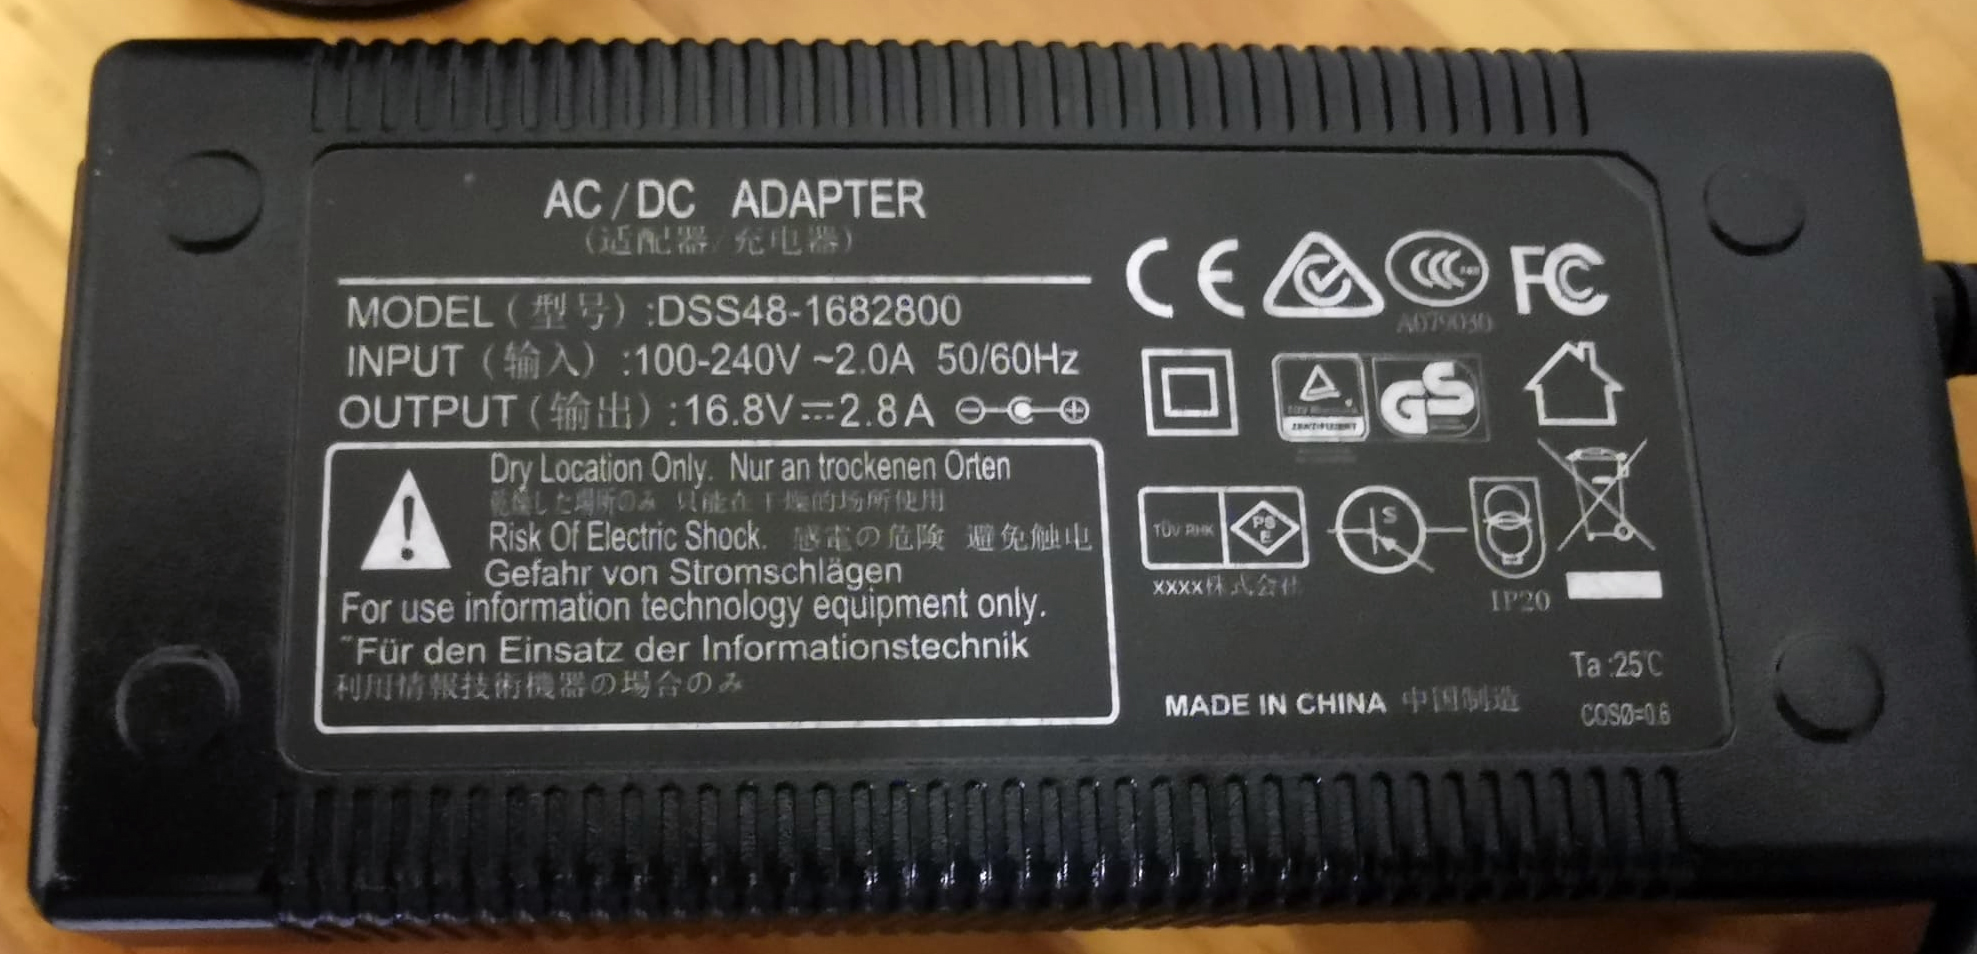 AC/DC ADAPTER
(适配器/充电器)
MODEL(型号):DSS48-1682800
INPUT(输入):100-240V ~2.0A 50/60Hz
OUTPUT(输出):16.8V⎓2.8A
Dry Location Only. Nur an trockenen Orten
乾燥した場所のみ 只能在干燥的场所使用
Risk Of Electric Shock. 感電の危険 避免触电
Gefahr von Stromschlägen
For use information technology equipment only.
"Für den Einsatz der Informationstechnik
利用情報技術機器の場合のみ
CE
FC
A079030
GS
ZERTIFIZIERT
TÜV RHK
PS
E
S
xxxx株式会社
IP20
Ta :25℃
MADE IN CHINA 中国制造
COSØ=0.6